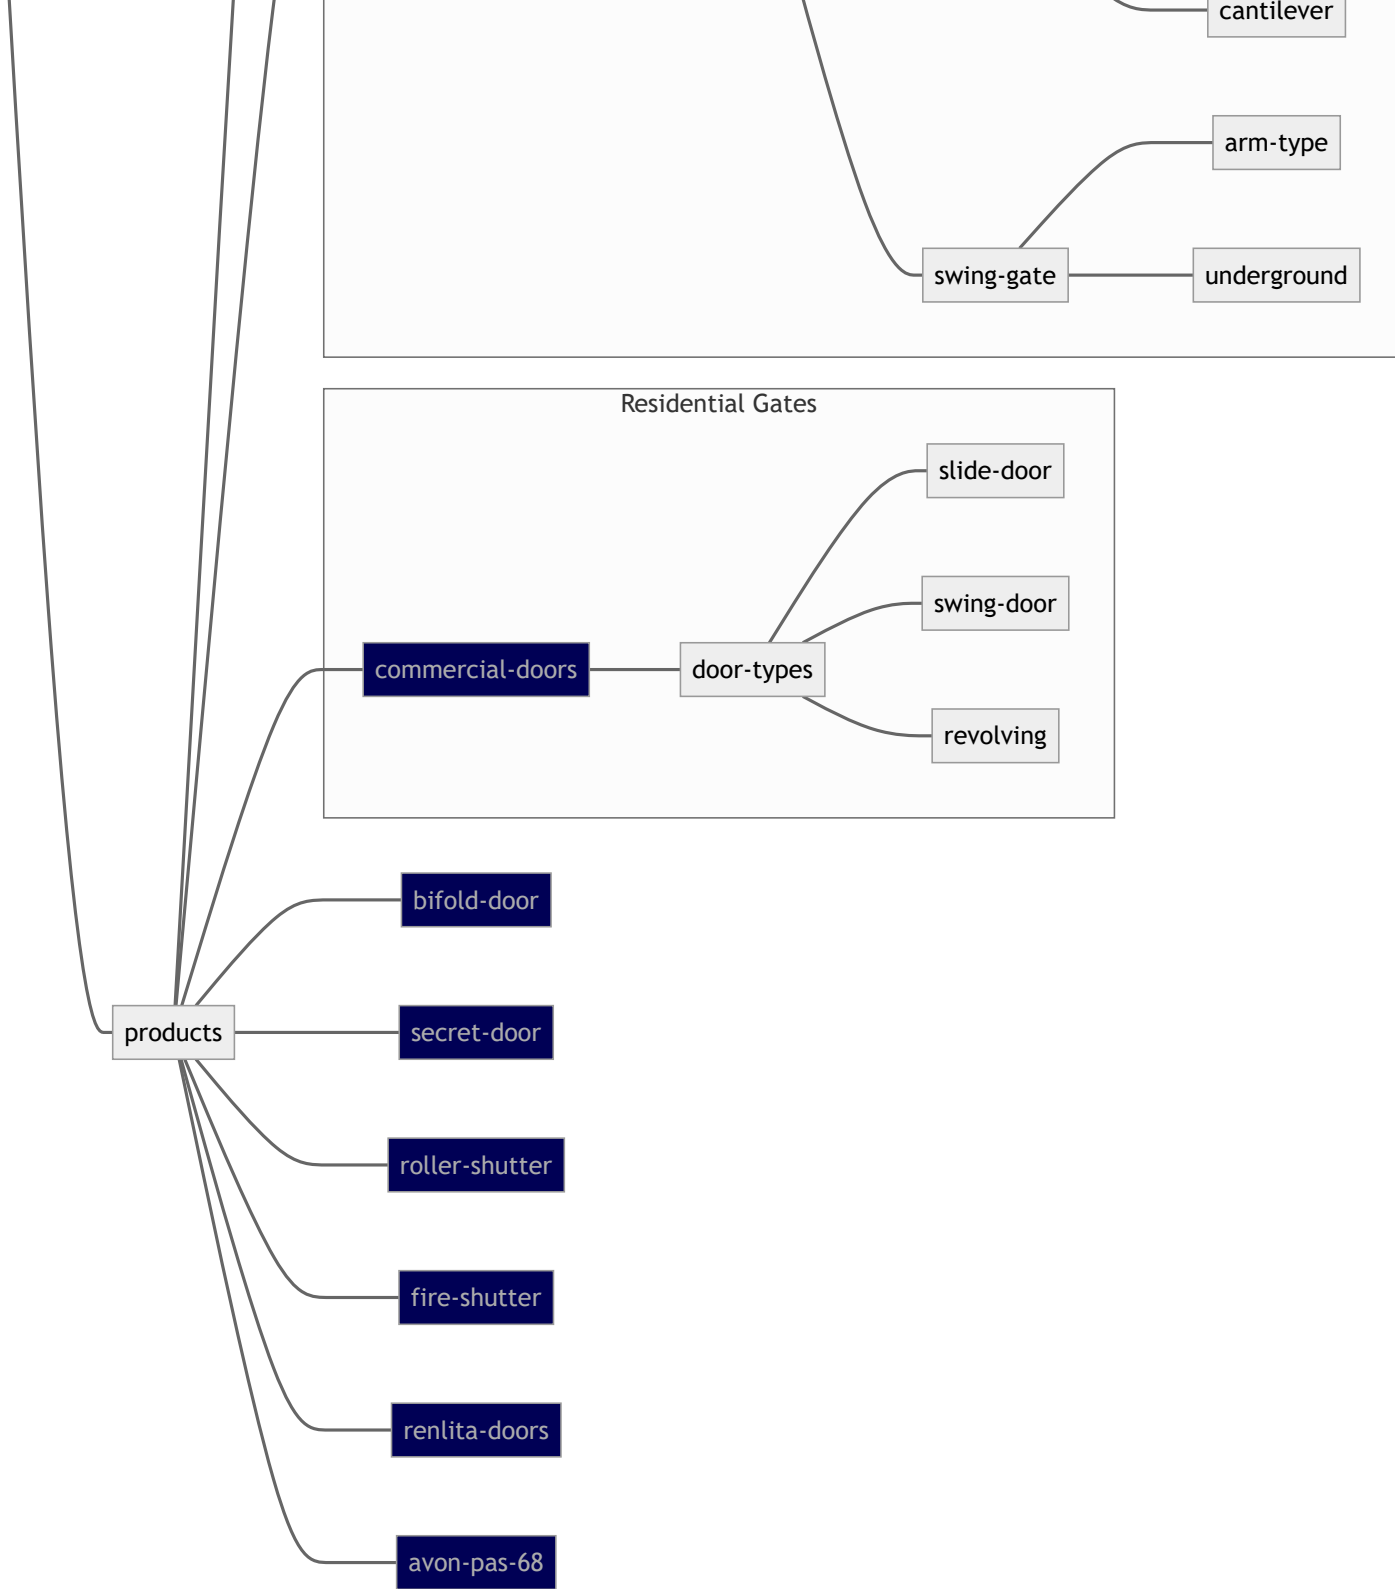 cantilever
arm-type
swing-gate
underground
Residential Gates
slide-door
swing-door
commercial-doors
door-types
revolving
bifold-door
products
secret-door
roller-shutter
fire-shutter
renlita-doors
avon-pas-68